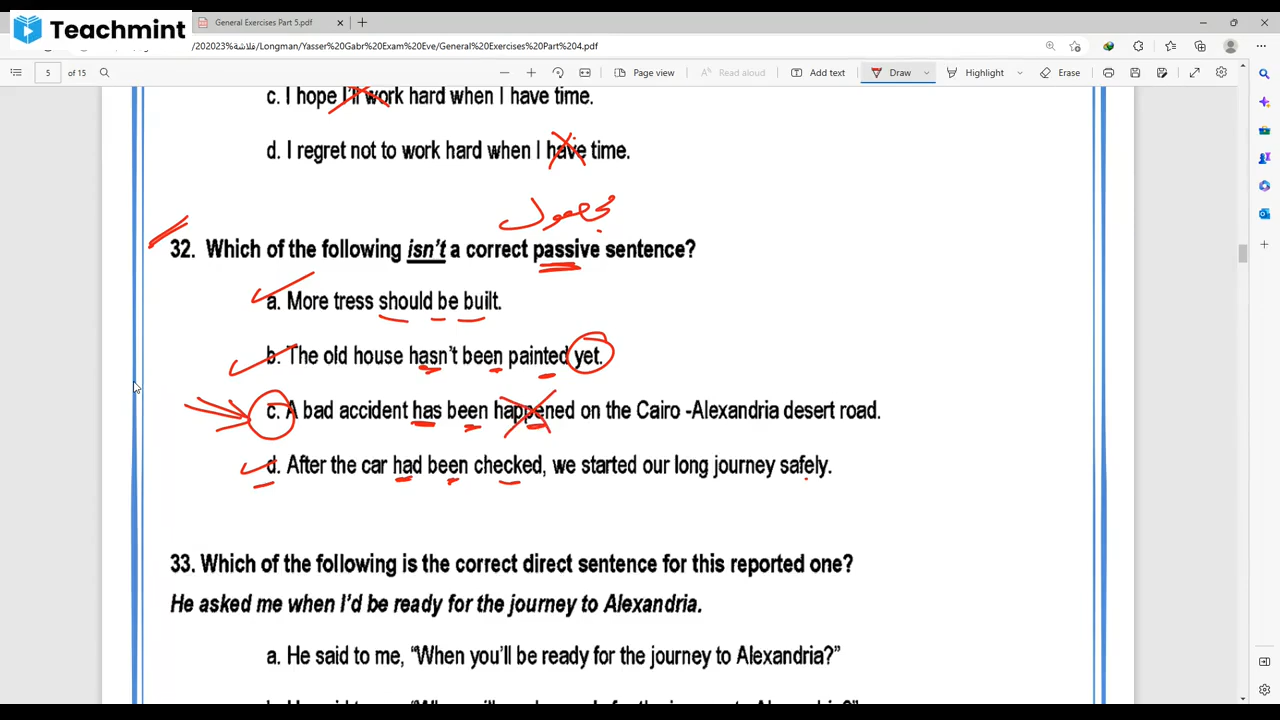 Teachmint
General Exercises Part 5.pdf
/202023%فلاشة/Longman/Yasser%20Gabr%20Exam%20Eve/General%20Exercises%20Part%204.pdf
5 of 15
Page view
Read aloud
Add text
Draw
Highlight
Erase
c. I hope I'll work hard when I have time.
d. I regret not to work hard when I have time.
مجهول
32. Which of the following isn't a correct passive sentence?
a. More tress should be built.
b. The old house hasn't been painted yet.
c. A bad accident has been happened on the Cairo -Alexandria desert road.
d. After the car had been checked, we started our long journey safely.
33. Which of the following is the correct direct sentence for this reported one?
He asked me when I'd be ready for the journey to Alexandria.
a. He said to me, "When you'll be ready for the journey to Alexandria?"